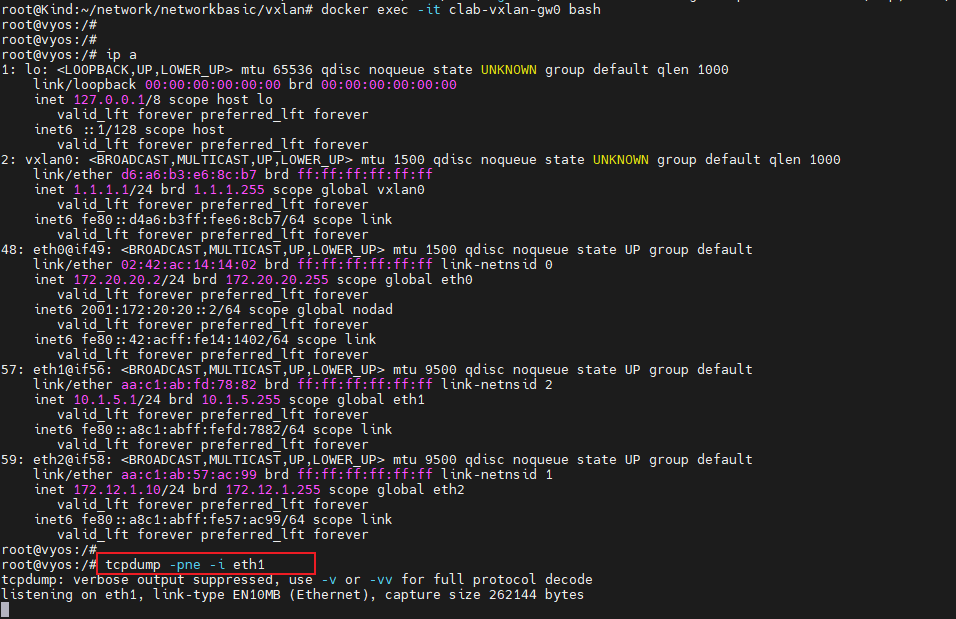 root@Kind:~/network/networkbasic/vxlan# docker exec -it clab-vxlan-gw0 bash
root@vyos:/#
root@vyos:/#
root@vyos:/# ip a
1: lo: <LOOPBACK,UP,LOWER_UP> mtu 65536 qdisc noqueue state UNKNOWN group default qlen 1000
    link/loopback 00:00:00:00:00:00 brd 00:00:00:00:00:00
    inet 127.0.0.1/8 scope host lo
       valid_lft forever preferred_lft forever
    inet6 ::1/128 scope host
       valid_lft forever preferred_lft forever
2: vxlan0: <BROADCAST,MULTICAST,UP,LOWER_UP> mtu 1500 qdisc noqueue state UNKNOWN group default qlen 1000
    link/ether d6:a6:b3:e6:8c:b7 brd ff:ff:ff:ff:ff:ff
    inet 1.1.1.1/24 brd 1.1.1.255 scope global vxlan0
       valid_lft forever preferred_lft forever
    inet6 fe80::d4a6:b3ff:fee6:8cb7/64 scope link
       valid_lft forever preferred_lft forever
48: eth0@if49: <BROADCAST,MULTICAST,UP,LOWER_UP> mtu 1500 qdisc noqueue state UP group default
    link/ether 02:42:ac:14:14:02 brd ff:ff:ff:ff:ff:ff link-netnsid 0
    inet 172.20.20.2/24 brd 172.20.20.255 scope global eth0
       valid_lft forever preferred_lft forever
    inet6 2001:172:20:20::2/64 scope global nodad
       valid_lft forever preferred_lft forever
    inet6 fe80::42:acff:fe14:1402/64 scope link
       valid_lft forever preferred_lft forever
57: eth1@if56: <BROADCAST,MULTICAST,UP,LOWER_UP> mtu 9500 qdisc noqueue state UP group default
    link/ether aa:c1:ab:fd:78:82 brd ff:ff:ff:ff:ff:ff link-netnsid 2
    inet 10.1.5.1/24 brd 10.1.5.255 scope global eth1
       valid_lft forever preferred_lft forever
    inet6 fe80::a8c1:abff:fefd:7882/64 scope link
       valid_lft forever preferred_lft forever
59: eth2@if58: <BROADCAST,MULTICAST,UP,LOWER_UP> mtu 9500 qdisc noqueue state UP group default
    link/ether aa:c1:ab:57:ac:99 brd ff:ff:ff:ff:ff:ff link-netnsid 1
    inet 172.12.1.10/24 brd 172.12.1.255 scope global eth2
       valid_lft forever preferred_lft forever
    inet6 fe80::a8c1:abff:fe57:ac99/64 scope link
       valid_lft forever preferred_lft forever
root@vyos:/#
root@vyos:/# tcpdump -pne -i eth1
tcpdump: verbose output suppressed, use -v or -vv for full protocol decode
listening on eth1, link-type EN10MB (Ethernet), capture size 262144 bytes